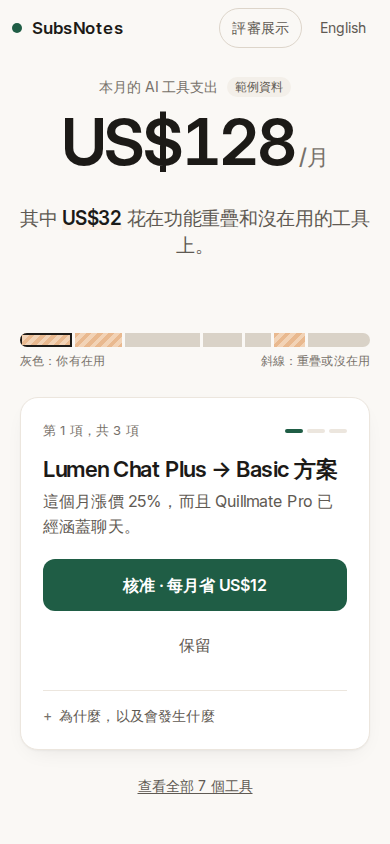 SubsNotes
評審展示
English
本月的 AI 工具支出 範例資料
US$128/月
其中 US$32 花在功能重疊和沒在用的工具
上。
灰色：你有在用
斜線：重疊或沒在用
第 1 項，共 3 項
Lumen Chat Plus → Basic 方案
這個月漲價 25%，而且 Quillmate Pro 已
經涵蓋聊天。
核准 · 每月省 US$12
保留
+ 為什麼，以及會發生什麼
查看全部 7 個工具